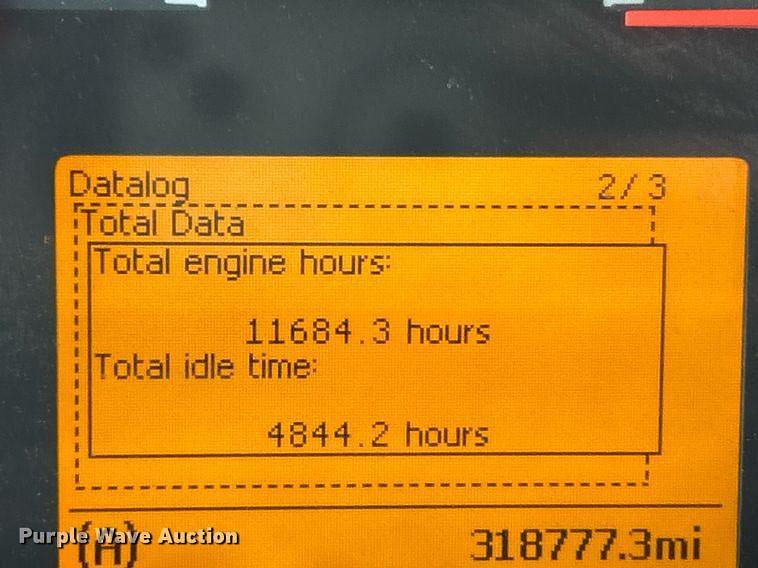 Datalog 2/3
Total Data
Total engine hours:
11684.3 hours
Total idle time:
4844.2 hours
(A) 318777.3mi
Purple Wave Auction